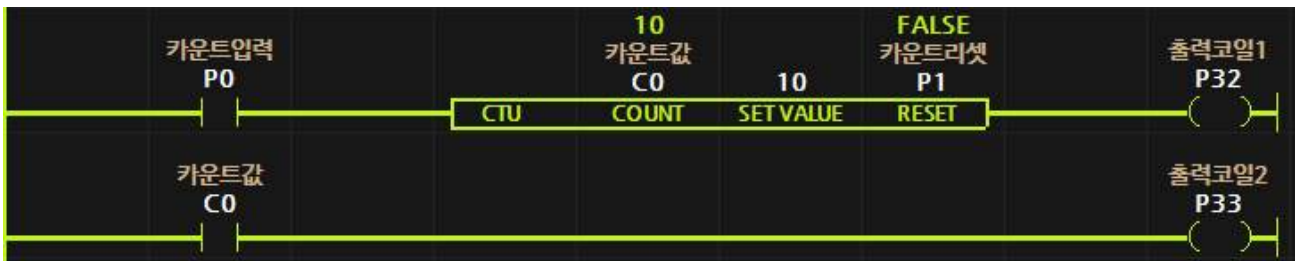 10 FALSE
카운트입력 카운트값 카운트리셋 출력코일1
P0 C0 10 P1 P32
CTU COUNT SET VALUE RESET
카운트값 출력코일2
C0 P33